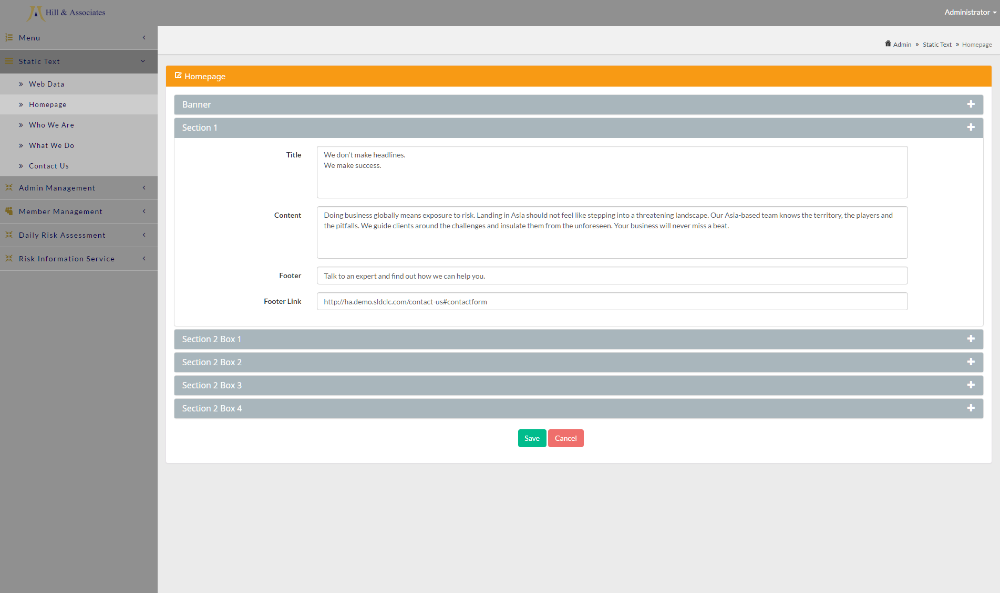 Hill & Associates
Administrator
Menu
Static Text
Web Data
Homepage
Who We Are
What We Do
Contact Us
Admin Management
Member Management
Daily Risk Assessment
Risk Information Service
Admin » Static Text » Homepage
Homepage
Banner
Section 1
Title
We don't make headlines.
We make success.
Content
Doing business globally means exposure to risk. Landing in Asia should not feel like stepping into a threatening landscape. Our Asia-based team knows the territory, the players and
the pitfalls. We guide clients around the challenges and insulate them from the unforeseen. Your business will never miss a beat.
Footer
Talk to an expert and find out how we can help you.
Footer Link
http://ha.demo.sldclc.com/contact-us#contactform
Section 2 Box 1
Section 2 Box 2
Section 2 Box 3
Section 2 Box 4
Save
Cancel